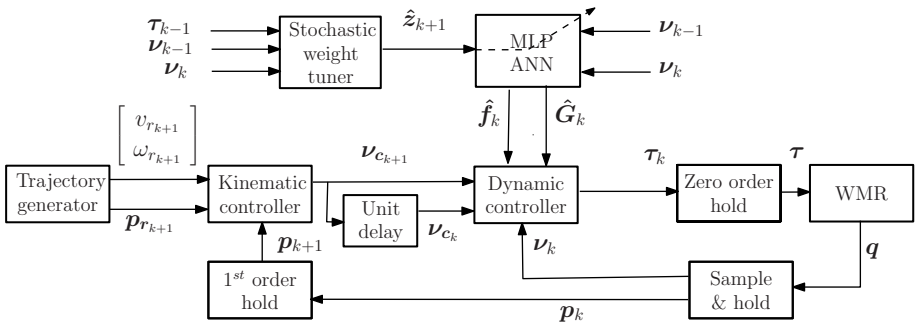 τ_{k−1}
ν_{k−1}
ν_k
Stochastic
weight
tuner
ẑ_{k+1}
MLP
ANN
ν_{k−1}
ν_k
f̂_k
Ĝ_k
[v_{r_{k+1}}
ω_{r_{k+1}}]
Trajectory
generator
p_{r_{k+1}}
Kinematic
controller
ν_{c_{k+1}}
Unit
delay
ν_{c_k}
Dynamic
controller
τ_k
Zero order
hold
τ
WMR
p_{k+1}
ν_k
q
1^{st} order
hold
p_k
Sample
& hold